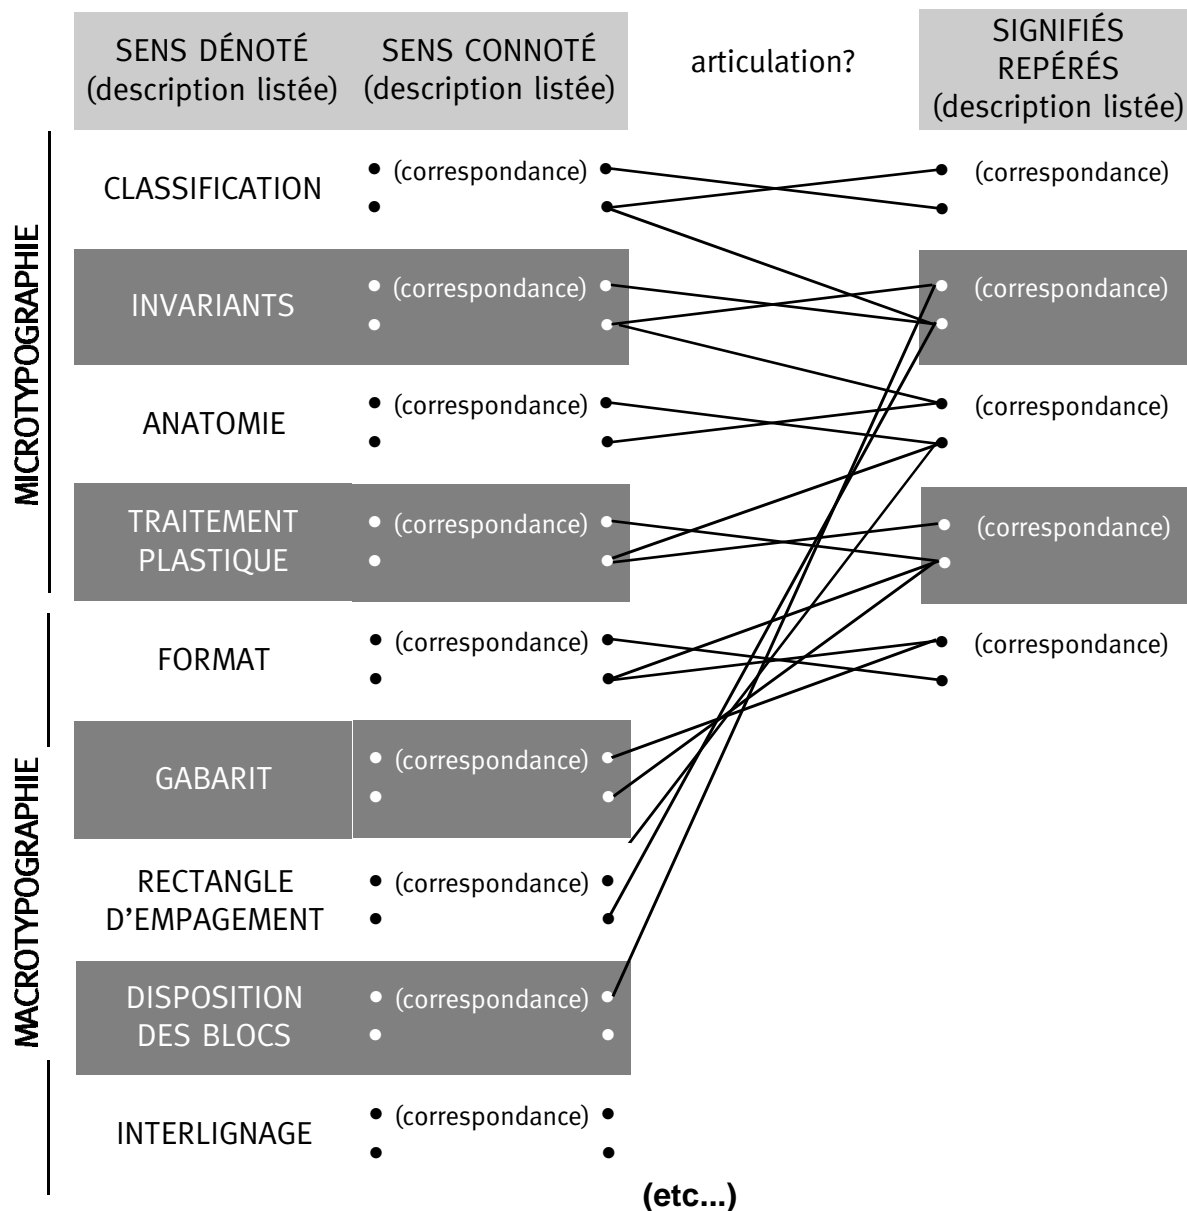 SENS DÉNOTÉ
(description listée)
SENS CONNOTÉ
(description listée)
articulation?
SIGNIFIÉS
REPÉRÉS
(description listée)
MICROTYPOGRAPHIE
CLASSIFICATION
(correspondance)
(correspondance)
INVARIANTS
(correspondance)
(correspondance)
ANATOMIE
(correspondance)
(correspondance)
TRAITEMENT
PLASTIQUE
(correspondance)
(correspondance)
MACROTYPOGRAPHIE
FORMAT
(correspondance)
(correspondance)
GABARIT
(correspondance)
RECTANGLE
D’EMPAGEMENT
(correspondance)
DISPOSITION
DES BLOCS
(correspondance)
INTERLIGNAGE
(correspondance)
(etc...)